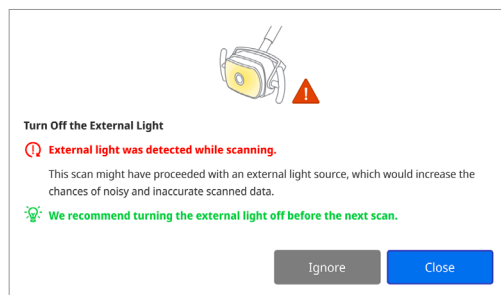 Turn Off the External Light
External light was detected while scanning.
This scan might have proceeded with an external light source, which would increase the
chances of noisy and inaccurate scanned data.
We recommend turning the external light off before the next scan.
Ignore
Close